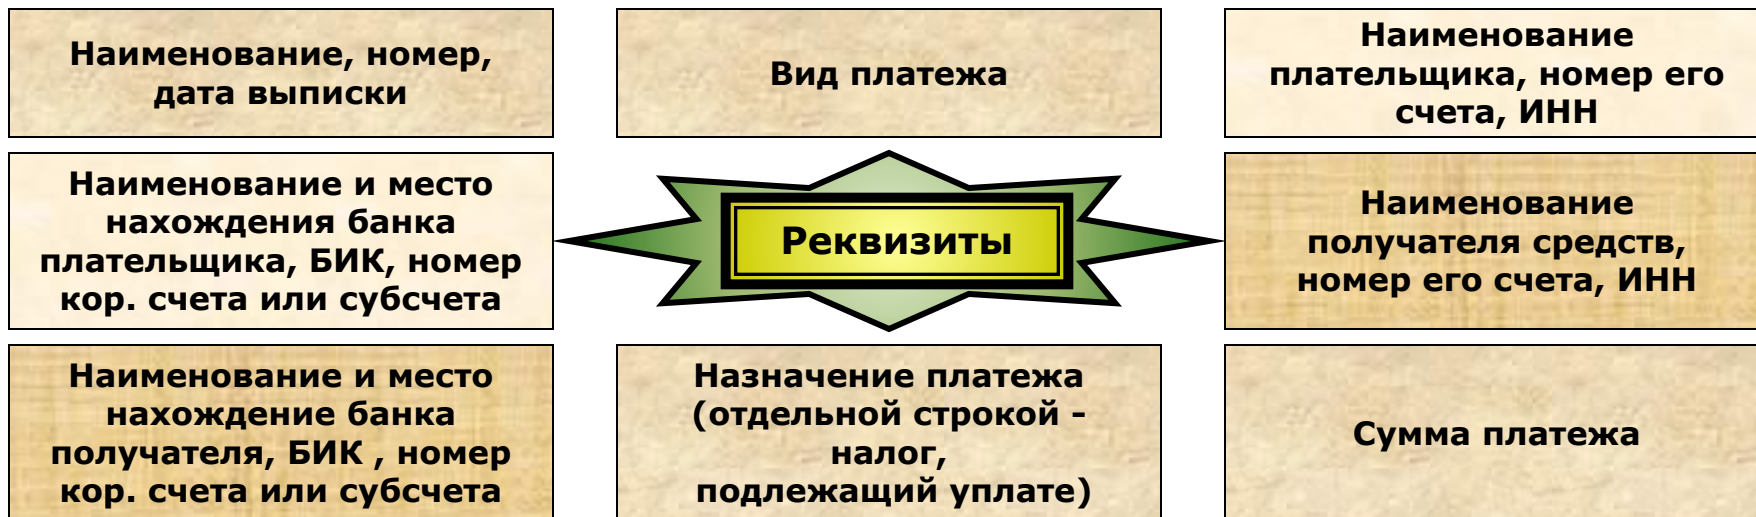 Наименование, номер,
дата выписки
Вид платежа
Наименование
плательщика, номер его
счета, ИНН
Наименование и место
нахождения банка
плательщика, БИК, номер
кор. счета или субсчета
Реквизиты
Наименование
получателя средств,
номер его счета, ИНН
Наименование и место
нахождение банка
получателя, БИК , номер
кор. счета или субсчета
Назначение платежа
(отдельной строкой -
налог,
подлежащий уплате)
Сумма платежа